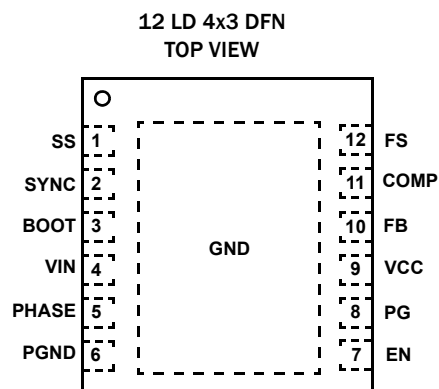 12 LD 4x3 DFN
TOP VIEW
SS 1
SYNC 2
BOOT 3
VIN 4
PHASE 5
PGND 6
GND
12 FS
11 COMP
10 FB
9 VCC
8 PG
7 EN